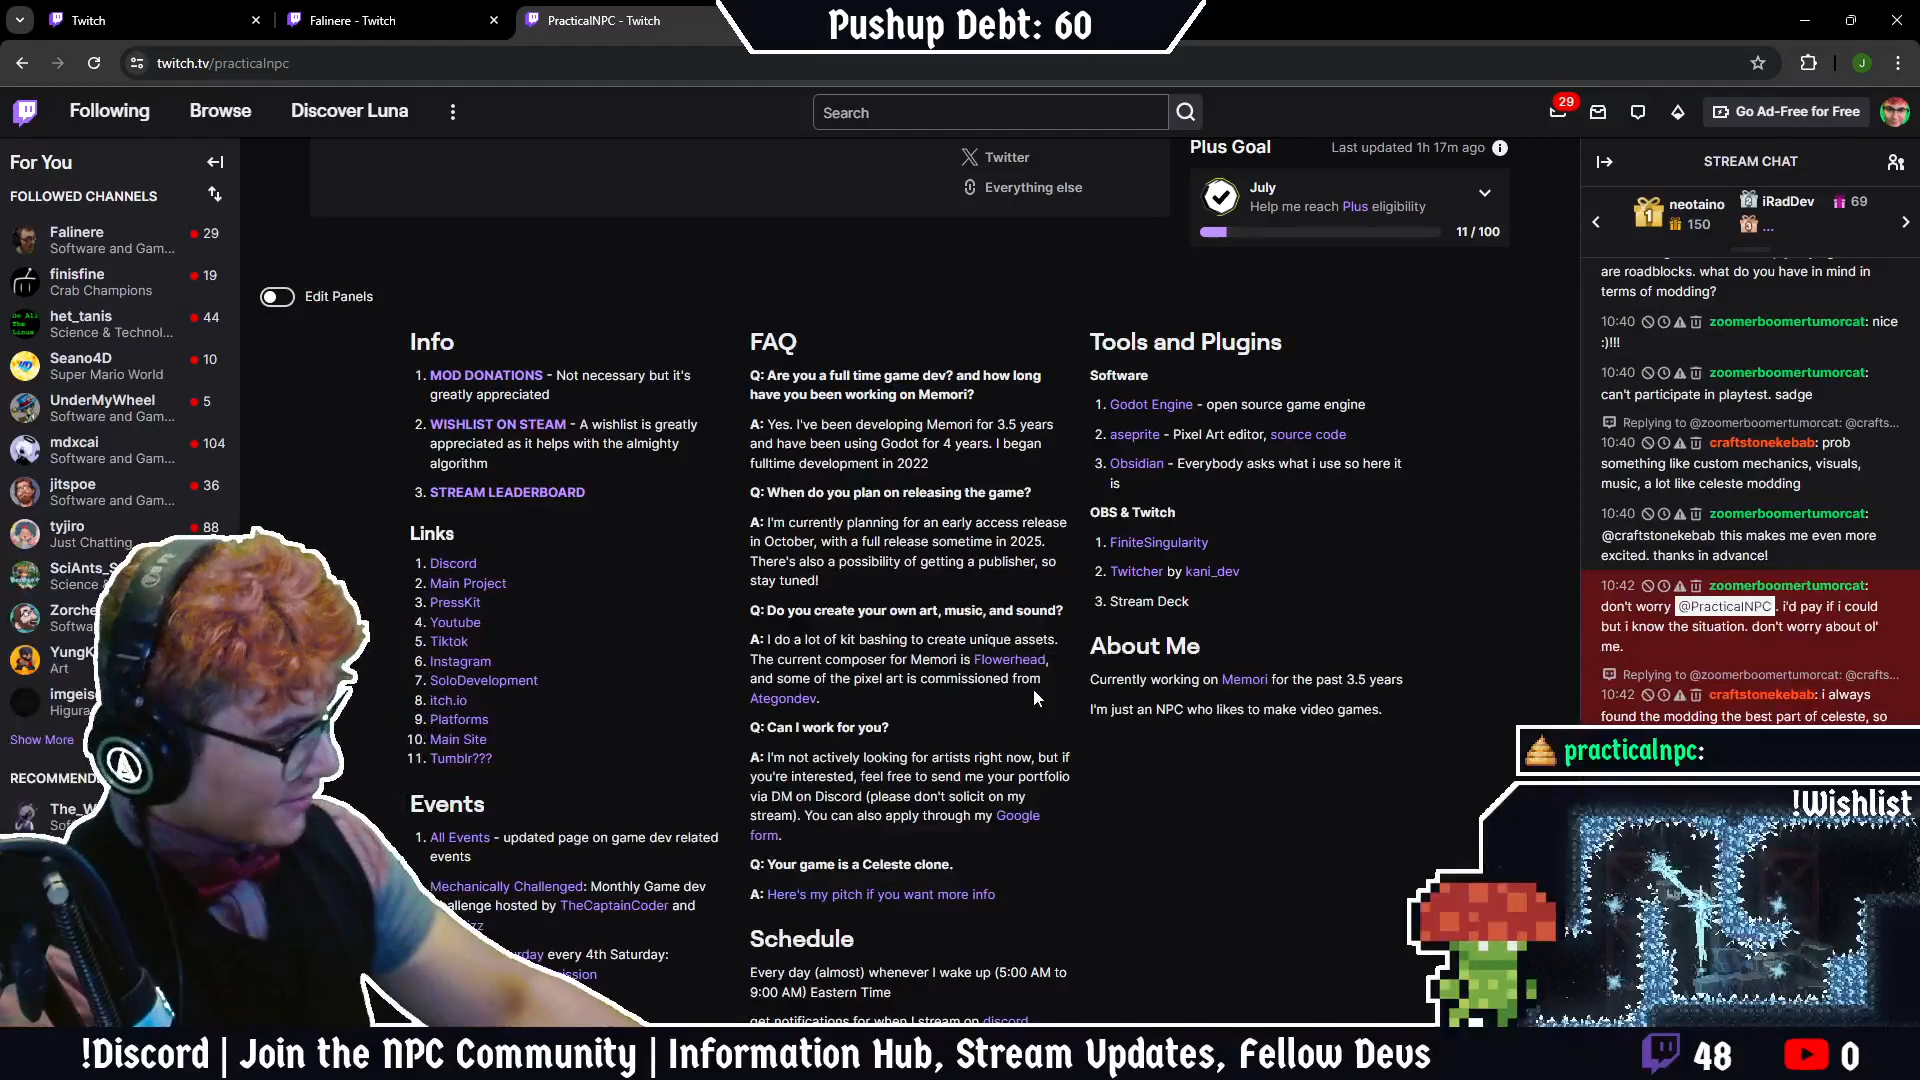 Twitch
Falinere - Twitch
PracticalNPC - Twitch
Pushup Debt: 60
twitch.tv/practicalnpc
J
Following
Browse
Discover Luna
Search
29
Go Ad-Free for Free
For You
FOLLOWED CHANNELS
Falinere
29
Software and Gam...
finisfine
19
Crab Champions
het_tanis
44
Science & Technol...
Seano4D
10
Super Mario World
UnderMyWheel
5
Software and Gam...
mdxcai
104
Software and Gam...
jitspoe
36
Software and Gam...
tyjiro
88
Just Chatting
SciAnts_S
Science
Zorche
Softwa
YungK
Art
imgeis
Higura
Show More
RECOMMEND
The_W
Sof
Twitter
Everything else
Plus Goal
Last updated 1h 17m ago
July
Help me reach Plus eligibility
11 / 100
Edit Panels
Info
1. MOD DONATIONS - Not necessary but it's
greatly appreciated
2. WISHLIST ON STEAM - A wishlist is greatly
appreciated as it helps with the almighty
algorithm
3. STREAM LEADERBOARD
Links
1. Discord
2. Main Project
3. PressKit
4. Youtube
5. Tiktok
6. Instagram
7. SoloDevelopment
8. itch.io
9. Platforms
10. Main Site
11. Tumblr???
Events
1. All Events - updated page on game dev related
events
Mechanically Challenged: Monthly Game dev
challenge hosted by TheCaptainCoder and
every 4th Saturday:
FAQ
Q: Are you a full time game dev? and how long
have you been working on Memori?
A: Yes. I've been developing Memori for 3.5 years
and have been using Godot for 4 years. I began
fulltime development in 2022
Q: When do you plan on releasing the game?
A: I'm currently planning for an early access release
in October, with a full release sometime in 2025.
There's also a possibility of getting a publisher, so
stay tuned!
Q: Do you create your own art, music, and sound?
A: I do a lot of kit bashing to create unique assets.
The current composer for Memori is Flowerhead,
and some of the pixel art is commissioned from
Ategondev.
Q: Can I work for you?
A: I'm not actively looking for artists right now, but if
you're interested, feel free to send me your portfolio
via DM on Discord (please don't solicit on my
stream). You can also apply through my Google
form.
Q: Your game is a Celeste clone.
A: Here's my pitch if you want more info
Schedule
Every day (almost) whenever I wake up (5:00 AM to
9:00 AM) Eastern Time
get notifications for when I stream on discord
Tools and Plugins
Software
1. Godot Engine - open source game engine
2. aseprite - Pixel Art editor, source code
3. Obsidian - Everybody asks what i use so here it
is
OBS & Twitch
1. FiniteSingularity
2. Twitcher by kani_dev
3. Stream Deck
About Me
Currently working on Memori for the past 3.5 years
I'm just an NPC who likes to make video games.
STREAM CHAT
1 neotaino
150
2 iRadDev
69
3 ...
are roadblocks. what do you have in mind in
terms of modding?
10:40 zoomerboomertumorcat: nice
:)!!!
10:40 zoomerboomertumorcat:
can't participate in playtest. sadge
Replying to @zoomerboomertumorcat: @crafts...
10:40 craftstonekebab: prob
something like custom mechanics, visuals,
music, a lot like celeste modding
10:40 zoomerboomertumorcat:
@craftstonekebab this makes me even more
excited. thanks in advance!
10:42 zoomerboomertumorcat:
don't worry @PracticalNPC . i'd pay if i could
but i know the situation. don't worry about ol'
me.
Replying to @zoomerboomertumorcat: @crafts...
10:42 craftstonekebab: i always
found the modding the best part of celeste, so
practicalnpc:
!Wishlist
!Discord | Join the NPC Community | Information Hub, Stream Updates, Fellow Devs
48
0